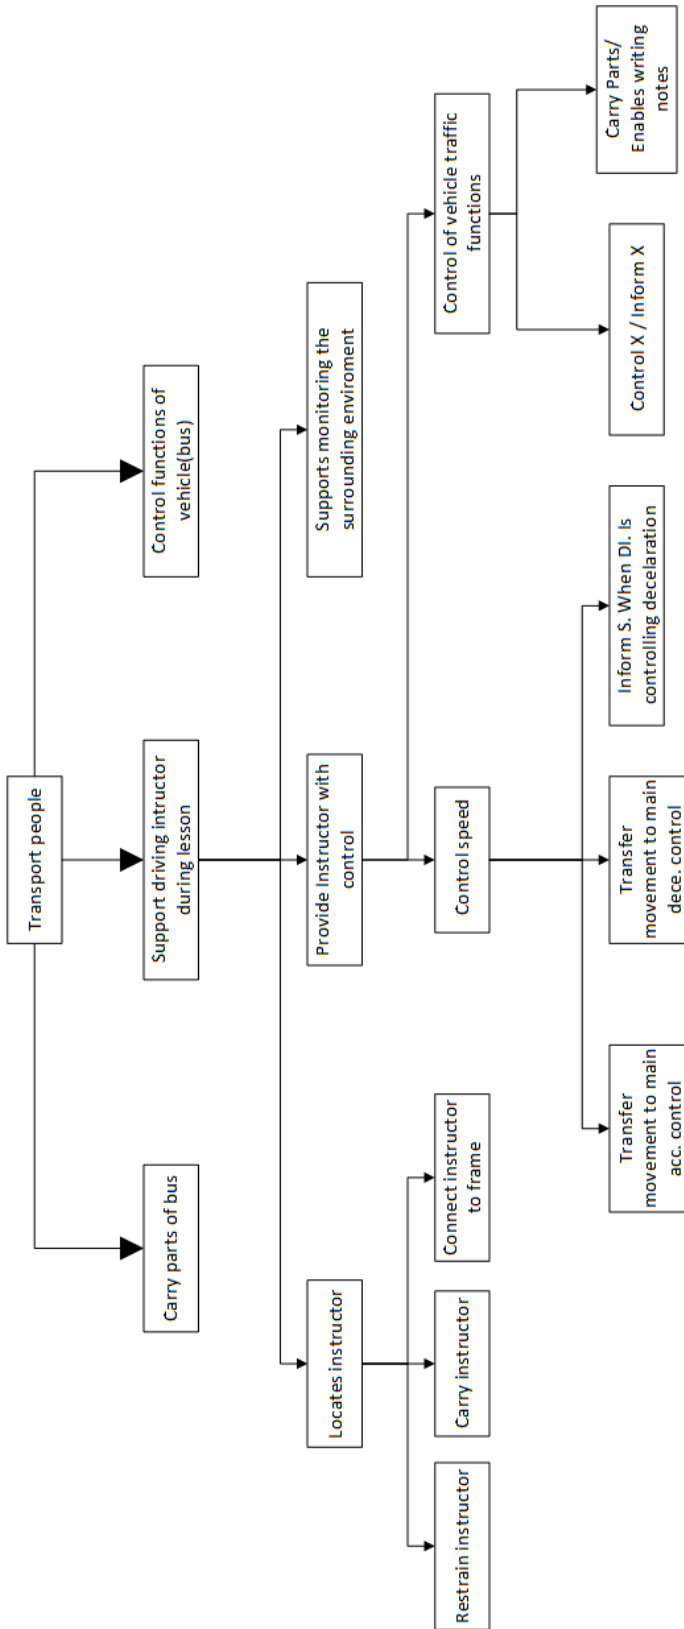 Transport people
Carry parts of bus
Support driving intructor
during lesson
Control functions of
vehicle(bus)
Locates instructor
Provide Instructor with
control
Supports monitoring the
surrounding enviroment
Restrain instructor
Carry instructor
Connect instructor
to frame
Control speed
Control of vehicle traffic
functions
Transfer
movement to main
acc. control
Transfer
movement to main
dece. control
Inform S. When DI. Is
controlling decelaration
Control X / Inform X
Carry Parts/
Enables writing
notes